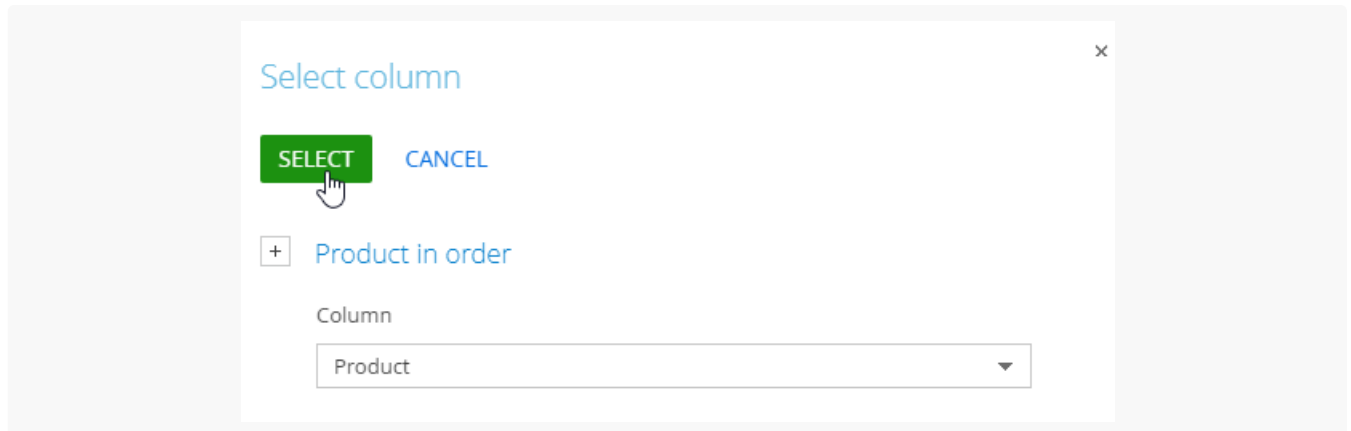 Select column
×
SELECT CANCEL
+ Product in order
Column
Product